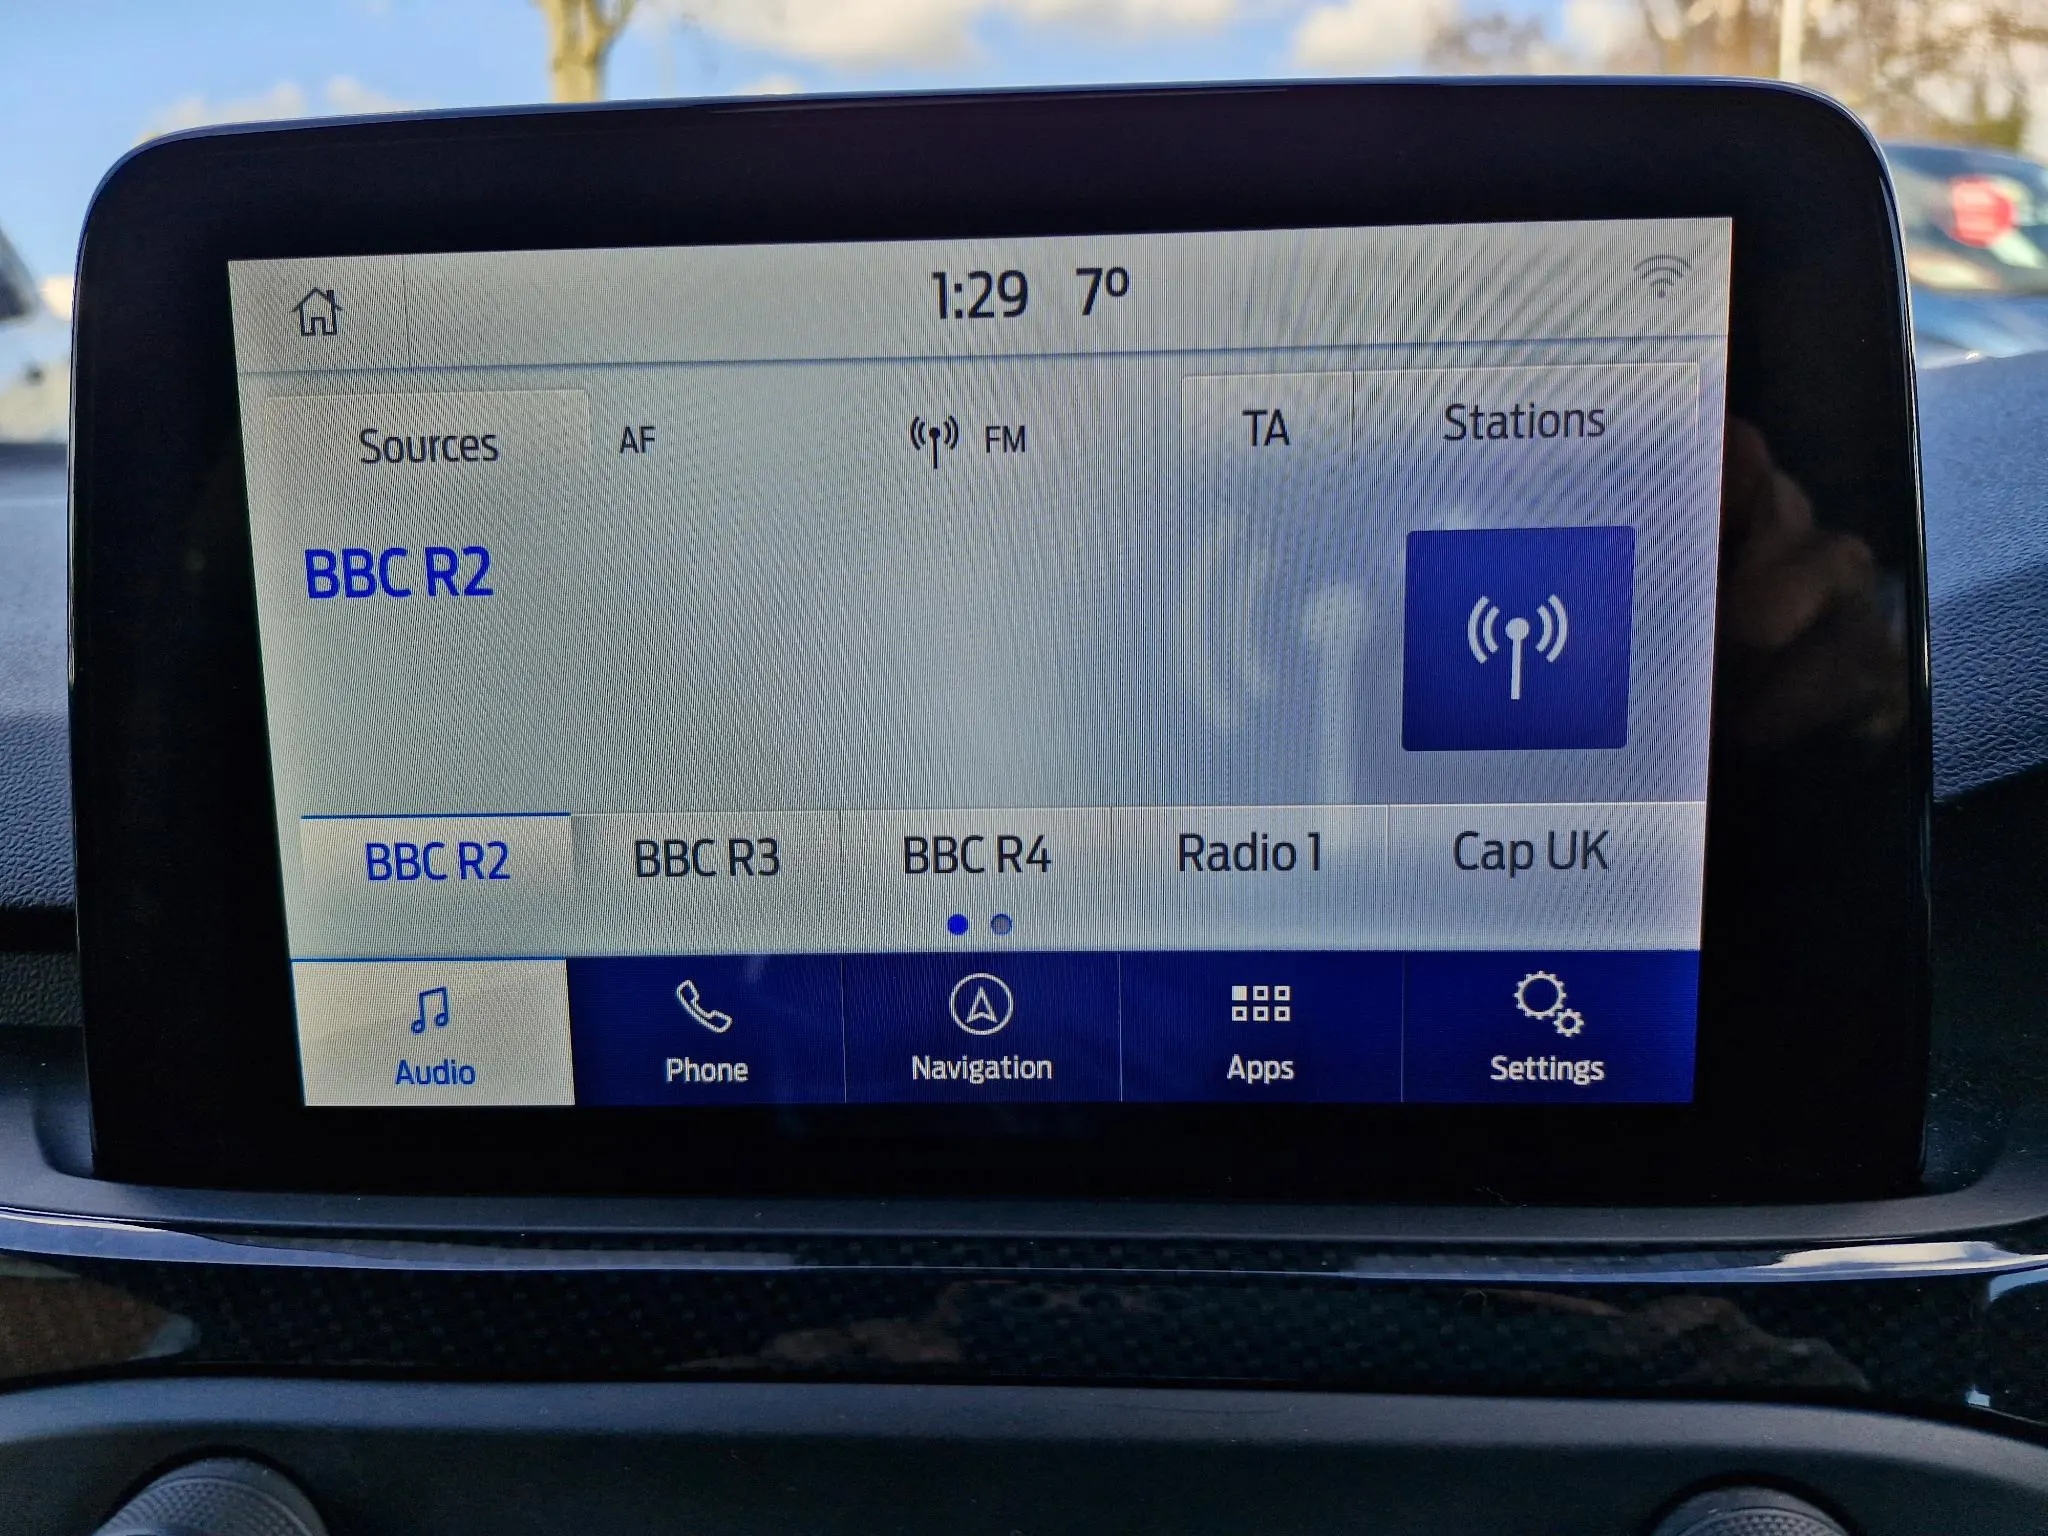 1:29 7º
Sources AF FM TA Stations
BBC R2
BBC R2 BBC R3 BBC R4 Radio 1 Cap UK
Audio Phone Navigation Apps Settings